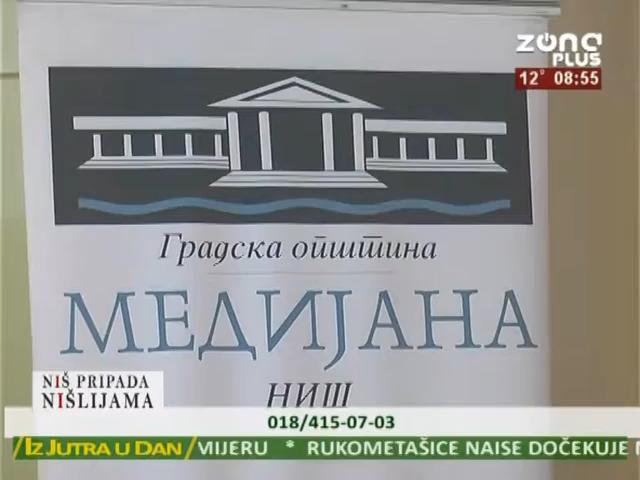 zona
PLUS
12° 08:55
Градска општина
МЕДИЈАНА
НИШ
NIŠ PRIPADA
NIŠLIJAMA
018/415-07-03
IZ JUTRA U DAN
VIJERU * RUKOMETAŠICE NAISE DOČEKUJE